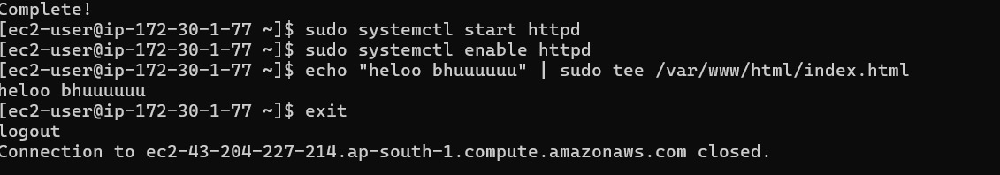 Complete!
[ec2-user@ip-172-30-1-77 ~]$ sudo systemctl start httpd
[ec2-user@ip-172-30-1-77 ~]$ sudo systemctl enable httpd
[ec2-user@ip-172-30-1-77 ~]$ echo "heloo bhuuuuuu" | sudo tee /var/www/html/index.html
heloo bhuuuuuu
[ec2-user@ip-172-30-1-77 ~]$ exit
logout
Connection to ec2-43-204-227-214.ap-south-1.compute.amazonaws.com closed.